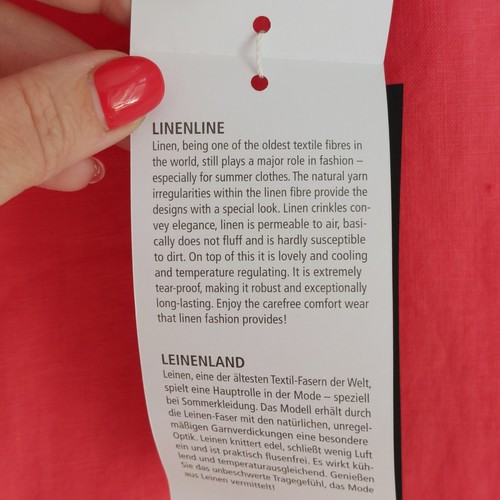 LINENLINE
Linen, being one of the oldest textile fibres in
the world, still plays a major role in fashion –
especially for summer clothes. The natural yarn
irregularities within the linen fibre provide the
designs with a special look. Linen crinkles con-
vey elegance, linen is permeable to air, basi-
cally does not fluff and is hardly susceptible
to dirt. On top of this it is lovely and cooling
and temperature regulating. It is extremely
tear-proof, making it robust and exceptionally
long-lasting. Enjoy the carefree comfort wear
that linen fashion provides!
LEINENLAND
Leinen, eine der ältesten Textil-Fasern der Welt,
spielt eine Hauptrolle in der Mode – speziell
bei Sommerkleidung. Das Modell erhält durch
die Leinen-Faser mit den natürlichen, unregel-
mäßigen Garnverdickungen eine besondere
Optik. Leinen knittert edel, schließt wenig Luft
ein und ist praktisch flusenfrei. Es wirkt küh-
lend und temperaturausgleichend. Genießen
Sie das unbeschwerte Tragegefühl, das Mode
aus Leinen vermittelt!